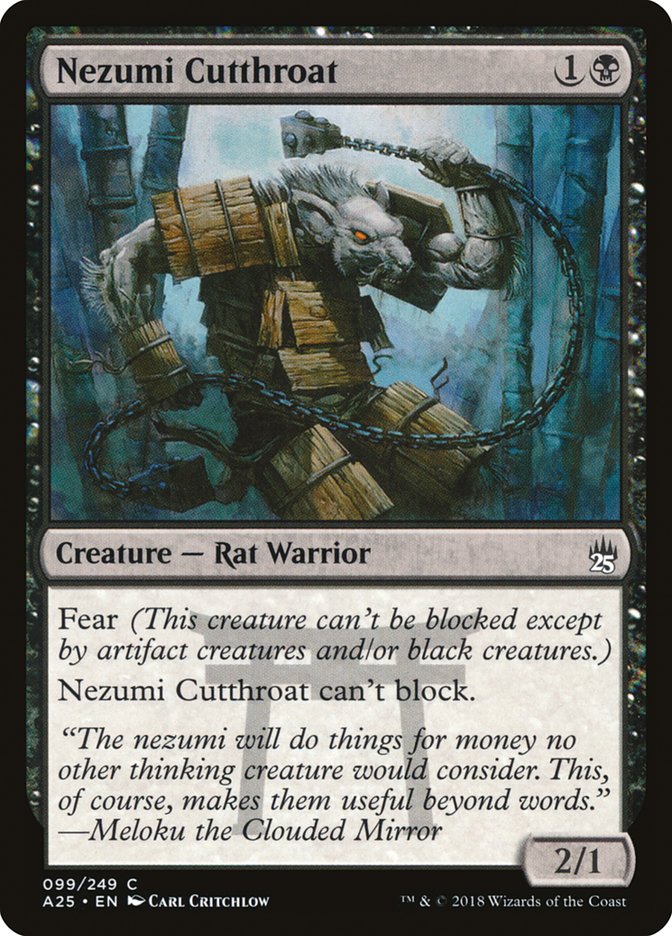 Nezumi Cutthroat
1
Creature — Rat Warrior
25
Fear (This creature can't be blocked except
by artifact creatures and/or black creatures.)
Nezumi Cutthroat can't block.
“The nezumi will do things for money no
other thinking creature would consider. This,
of course, makes them useful beyond words.”
—Meloku the Clouded Mirror
2/1
099/249 C
A25 • EN Carl Critchlow
™ & © 2018 Wizards of the Coast